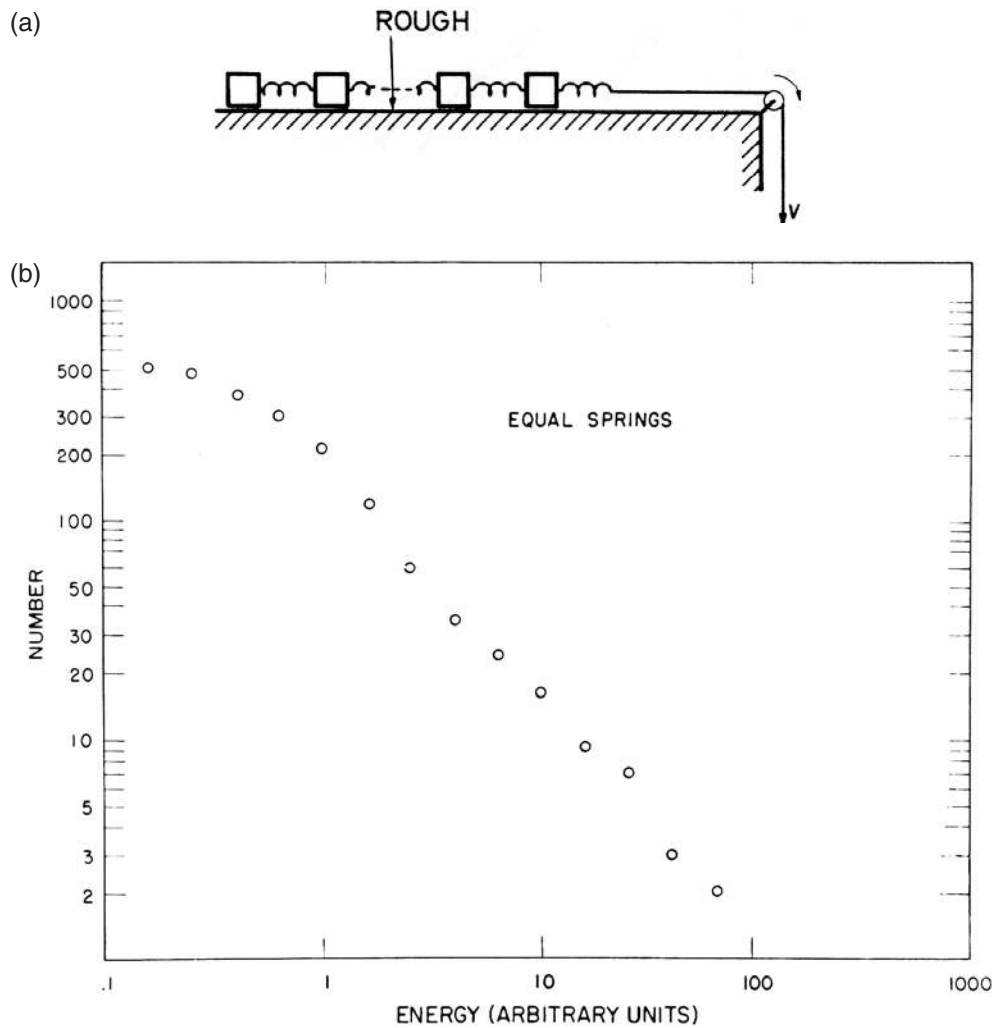 (a)
ROUGH
V
(b)
1000
500
300
200
100
50
30
20
10
5
3
2
NUMBER
EQUAL SPRINGS
.1 1 10 100 1000
ENERGY (ARBITRARY UNITS)